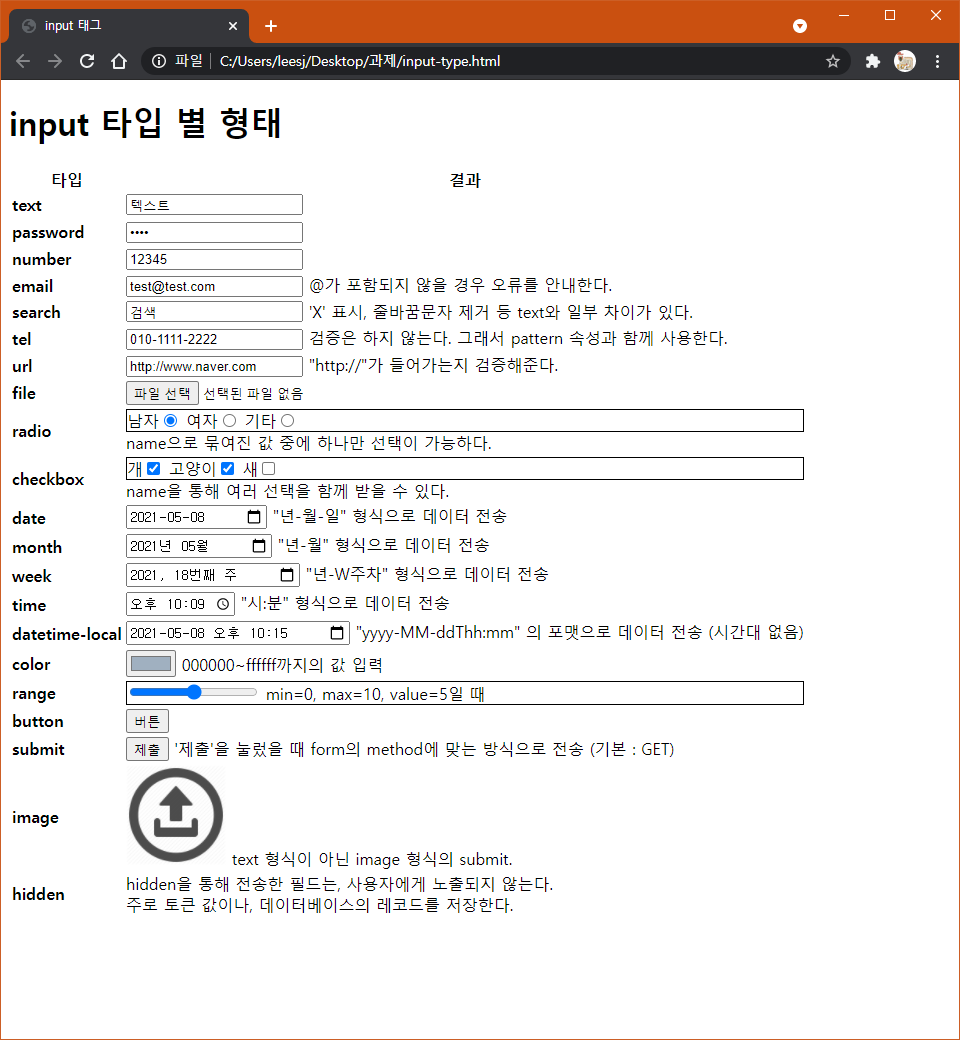 input 태그
파일 C:/Users/leesj/Desktop/과제/input-type.html
input 타입 별 형태
타입 결과
text 텍스트
password ••••
number 12345
email test@test.com @가 포함되지 않을 경우 오류를 안내한다.
search 검색 'X' 표시, 줄바꿈문자 제거 등 text와 일부 차이가 있다.
tel 010-1111-2222 검증은 하지 않는다. 그래서 pattern 속성과 함께 사용한다.
url http://www.naver.com "http://"가 들어가는지 검증해준다.
file 파일 선택 선택된 파일 없음
radio 남자 여자 기타
name으로 묶여진 값 중에 하나만 선택이 가능하다.
checkbox 개 고양이 새
name을 통해 여러 선택을 함께 받을 수 있다.
date 2021-05-08 "년-월-일" 형식으로 데이터 전송
month 2021년 05월 "년-월" 형식으로 데이터 전송
week 2021, 18번째 주 "년-W주차" 형식으로 데이터 전송
time 오후 10:09 "시:분" 형식으로 데이터 전송
datetime-local 2021-05-08 오후 10:15 "yyyy-MM-ddThh:mm" 의 포맷으로 데이터 전송 (시간대 없음)
color 000000~ffffff까지의 값 입력
range min=0, max=10, value=5일 때
button 버튼
submit 제출 '제출'을 눌렀을 때 form의 method에 맞는 방식으로 전송 (기본 : GET)
image text 형식이 아닌 image 형식의 submit.
hidden hidden을 통해 전송한 필드는, 사용자에게 노출되지 않는다.
주로 토큰 값이나, 데이터베이스의 레코드를 저장한다.